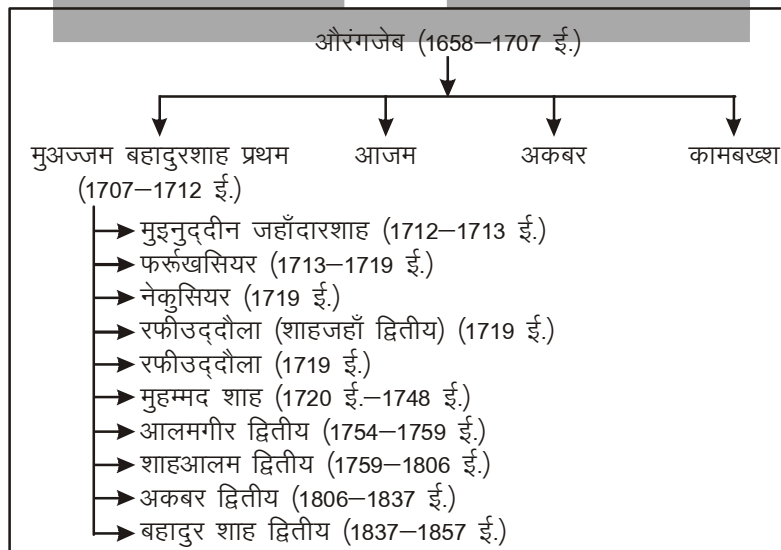 औरंगजेब (1658–1707 ई.)
मुअज्जम बहादुरशाह प्रथम आजम अकबर कामबख्श
(1707–1712 ई.)
मुइनुद्दीन जहाँदारशाह (1712–1713 ई.)
फर्रूखसियर (1713–1719 ई.)
नेकुसियर (1719 ई.)
रफीउद्दौला (शाहजहाँ द्वितीय) (1719 ई.)
रफीउद्दौला (1719 ई.)
मुहम्मद शाह (1720 ई.–1748 ई.)
आलमगीर द्वितीय (1754–1759 ई.)
शाहआलम द्वितीय (1759–1806 ई.)
अकबर द्वितीय (1806–1837 ई.)
बहादुर शाह द्वितीय (1837–1857 ई.)